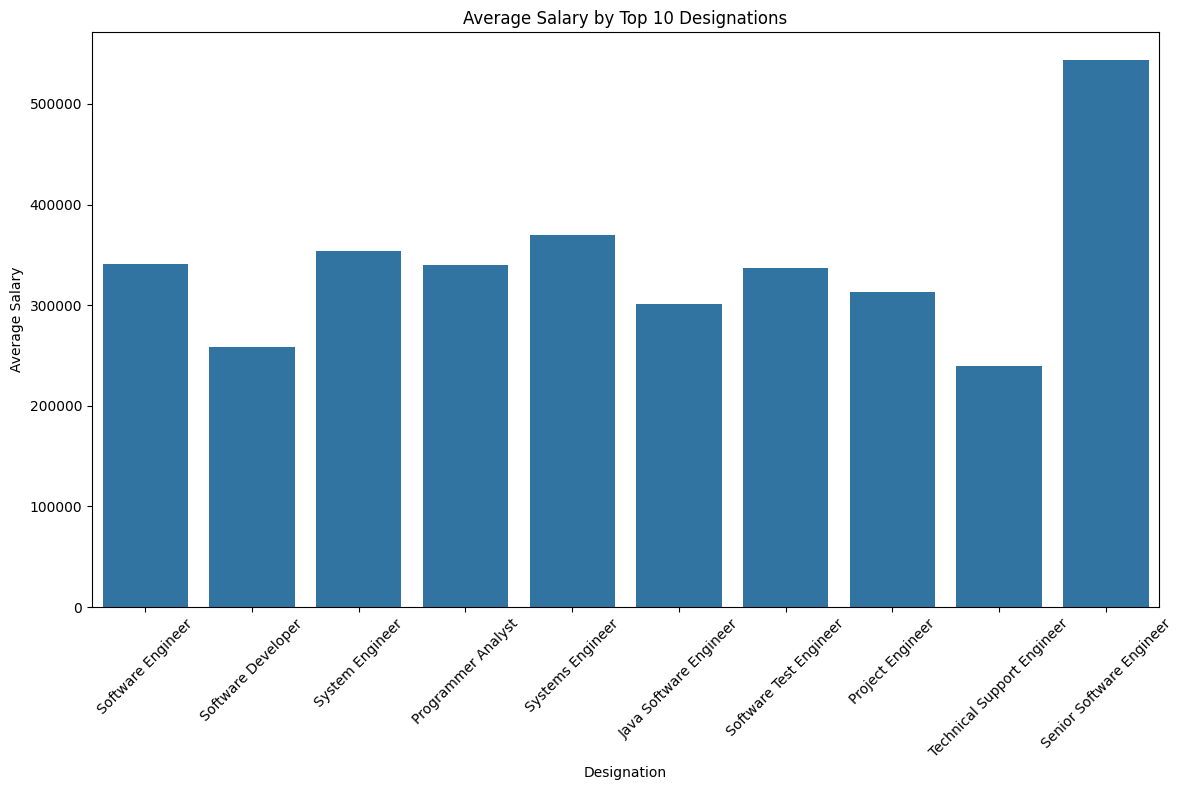 Average Salary by Top 10 Designations
Average Salary
500000
400000
300000
200000
100000
0
Software Engineer
Software Developer
System Engineer
Programmer Analyst
Systems Engineer
Java Software Engineer
Software Test Engineer
Project Engineer
Technical Support Engineer
Senior Software Engineer
Designation